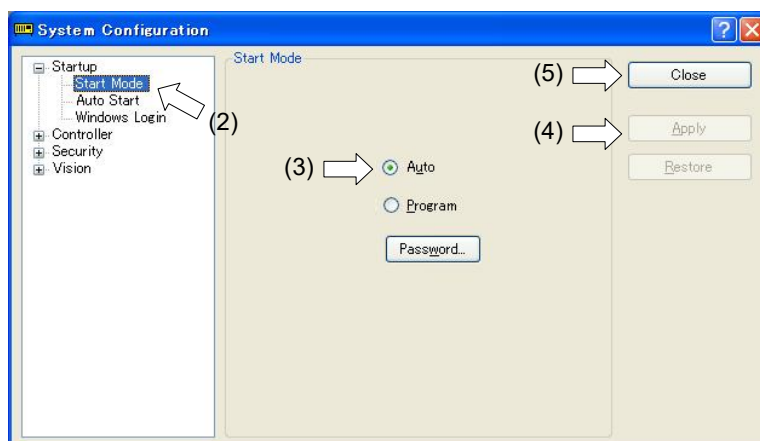 System Configuration
Startup
Start Mode
Auto Start
Windows Login
Controller
Security
Vision
(2)
Start Mode
(3)
Auto
Program
Password...
(5)
Close
(4)
Apply
Restore